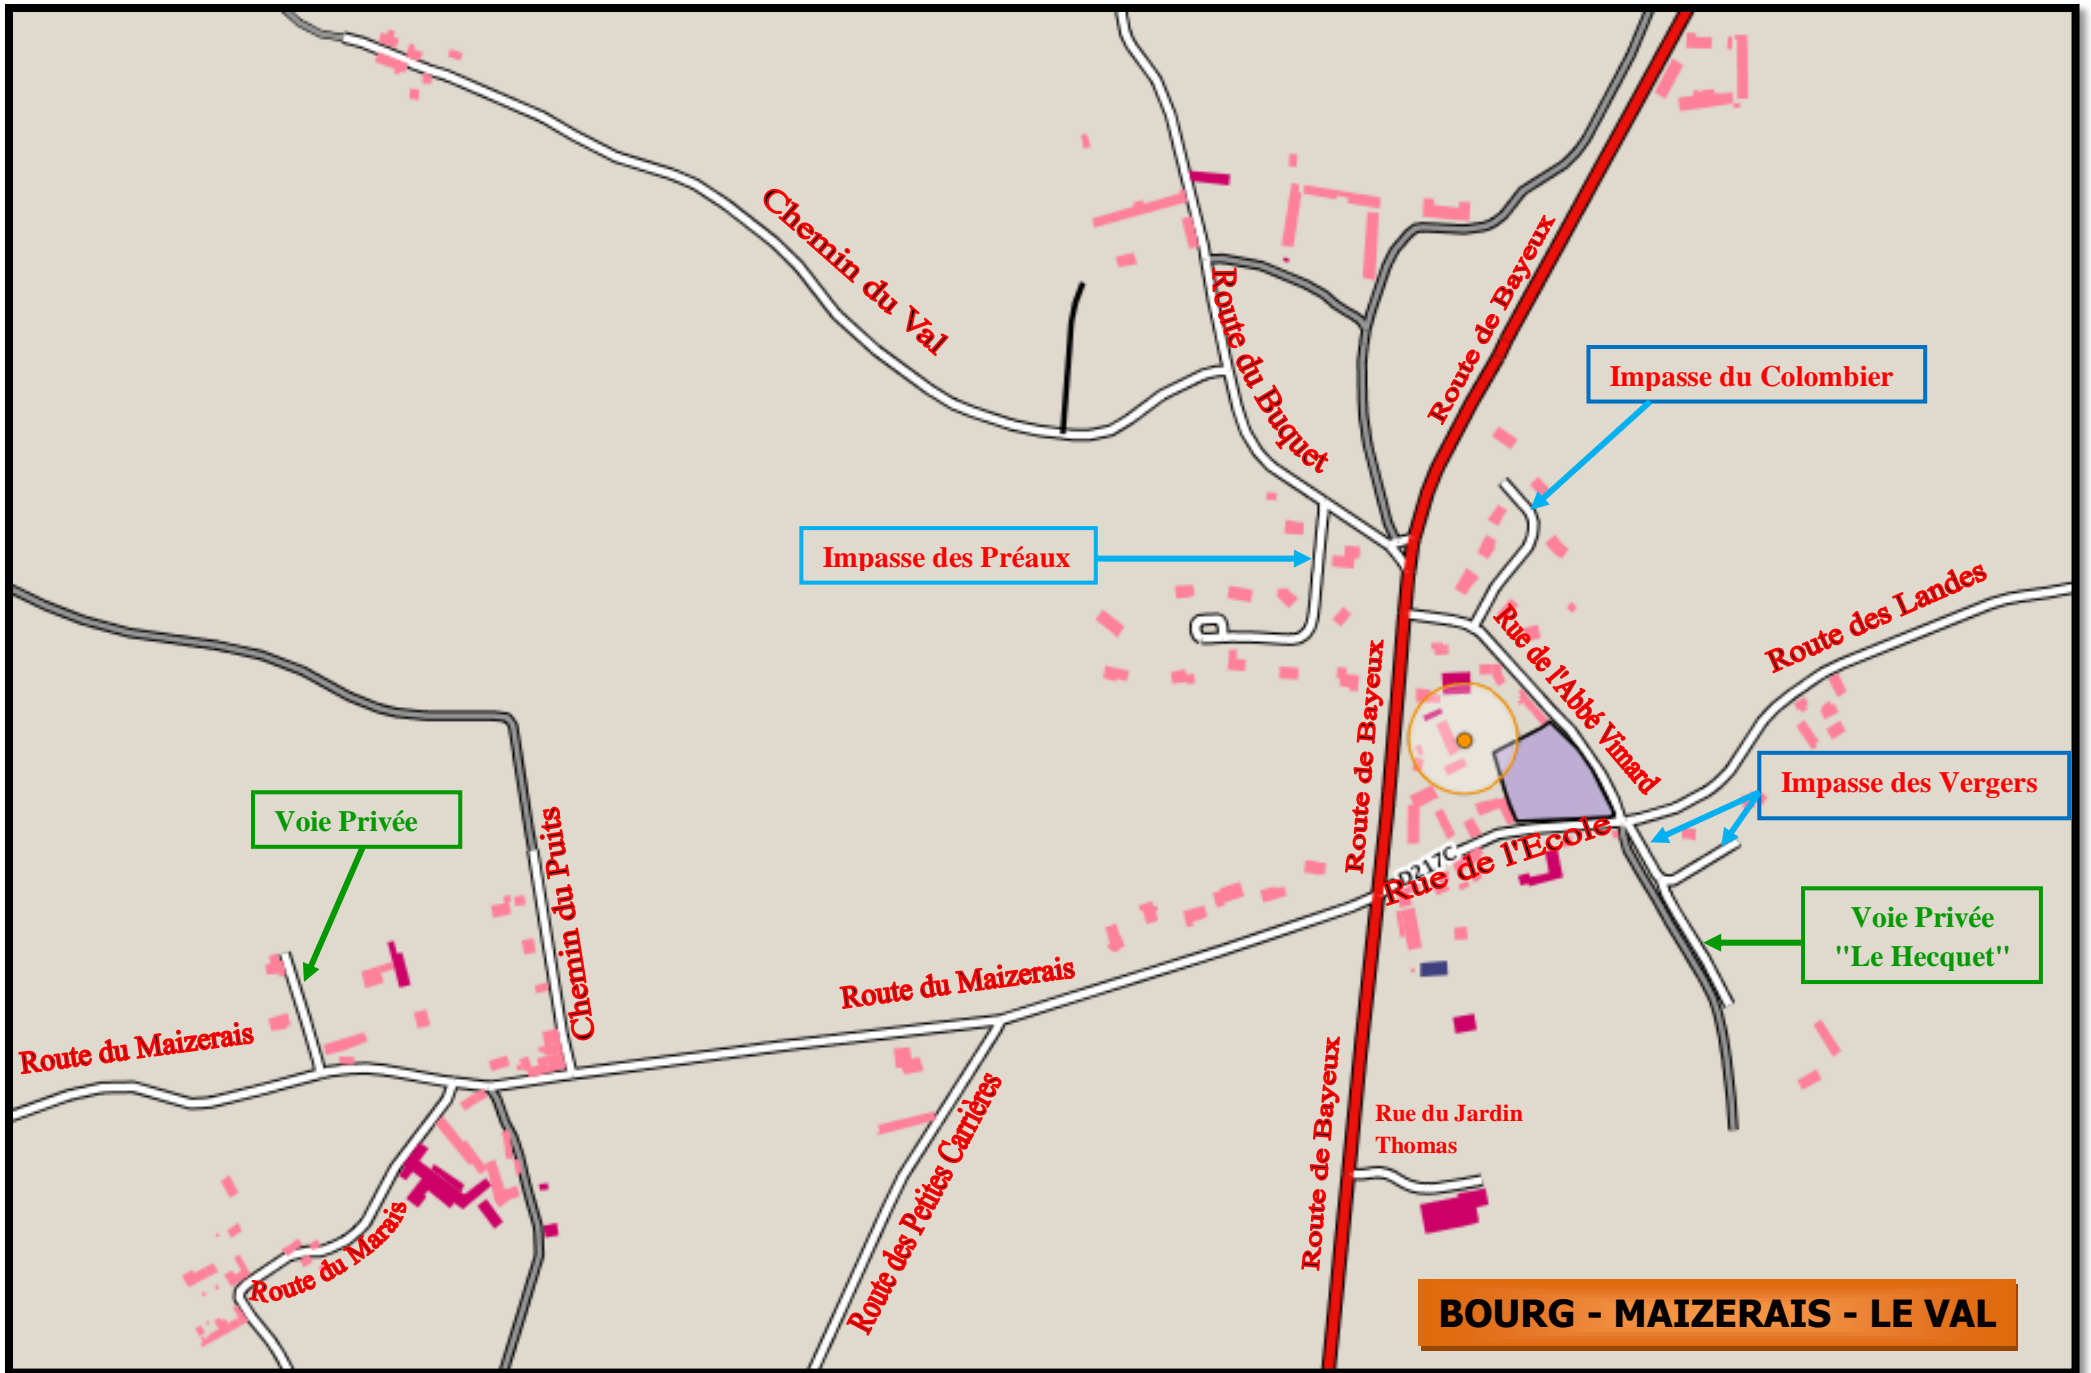 Chemin du Val
Route du Buquet
Route de Bayeux
Impasse du Colombier
Impasse des Préaux
Route des Landes
Rue de l'Abbé Vimard
Route de Bayeux
Impasse des Vergers
Voie Privée
Chemin du Puits
D217C
Rue de l'Ecole
Voie Privée
"Le Hecquet"
Route du Maizerais
Route du Maizerais
Route des Petites Carrières
Route de Bayeux
Rue du Jardin
Thomas
Route du Marais
BOURG - MAIZERAIS - LE VAL